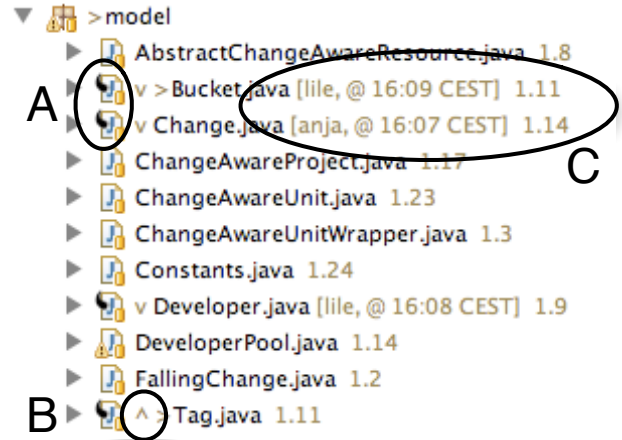 > model
AbstractChangeAwareResource.java 1.8
A
v > Bucket.java [lile, @ 16:09 CEST] 1.11
v Change.java [anja, @ 16:07 CEST] 1.14
ChangeAwareProject.java 1.17
C
ChangeAwareUnit.java 1.23
ChangeAwareUnitWrapper.java 1.3
Constants.java 1.24
v Developer.java [lile, @ 16:08 CEST] 1.9
DeveloperPool.java 1.14
FallingChange.java 1.2
B ^ > Tag.java 1.11